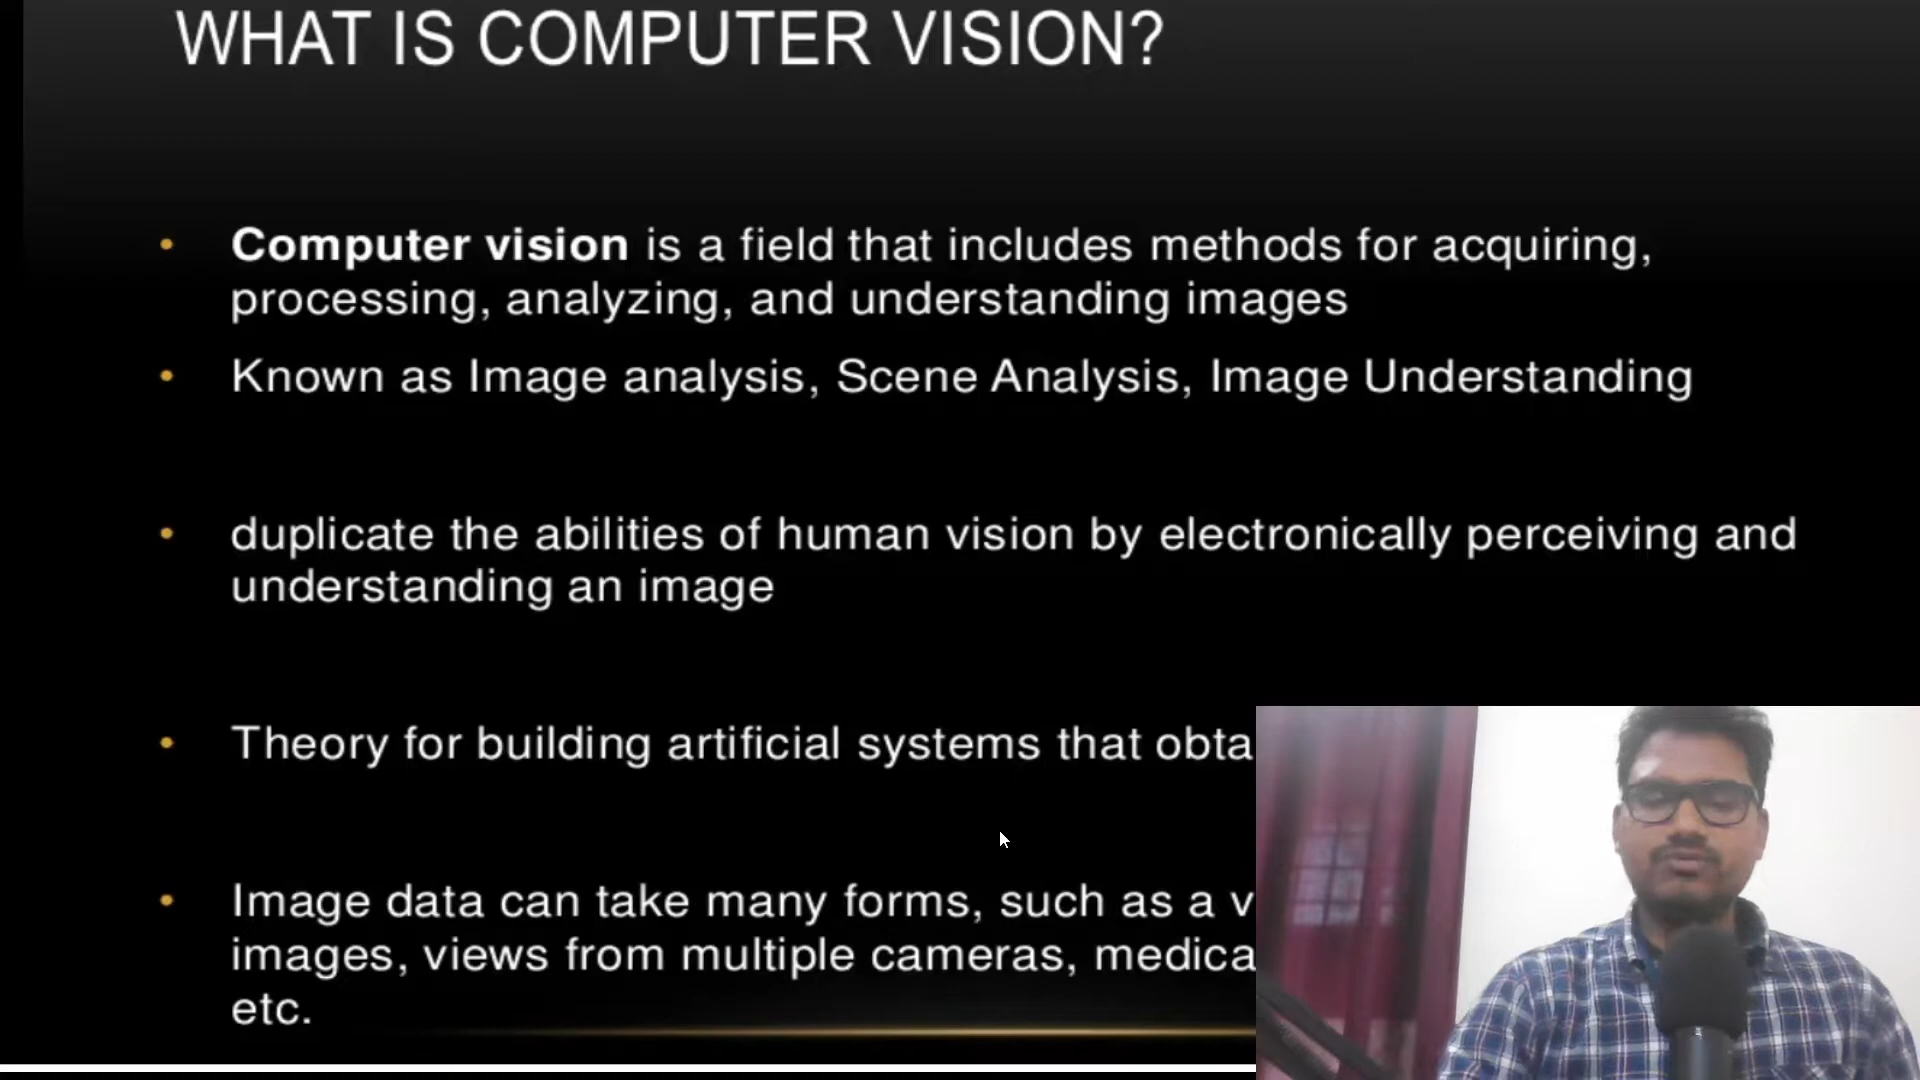 WHAT IS COMPUTER VISION?
• Computer vision is a field that includes methods for acquiring,
processing, analyzing, and understanding images
• Known as Image analysis, Scene Analysis, Image Understanding
• duplicate the abilities of human vision by electronically perceiving and
understanding an image
• Theory for building artificial systems that
• Image data can take many forms, such as a
images, views from multiple cameras,
etc.